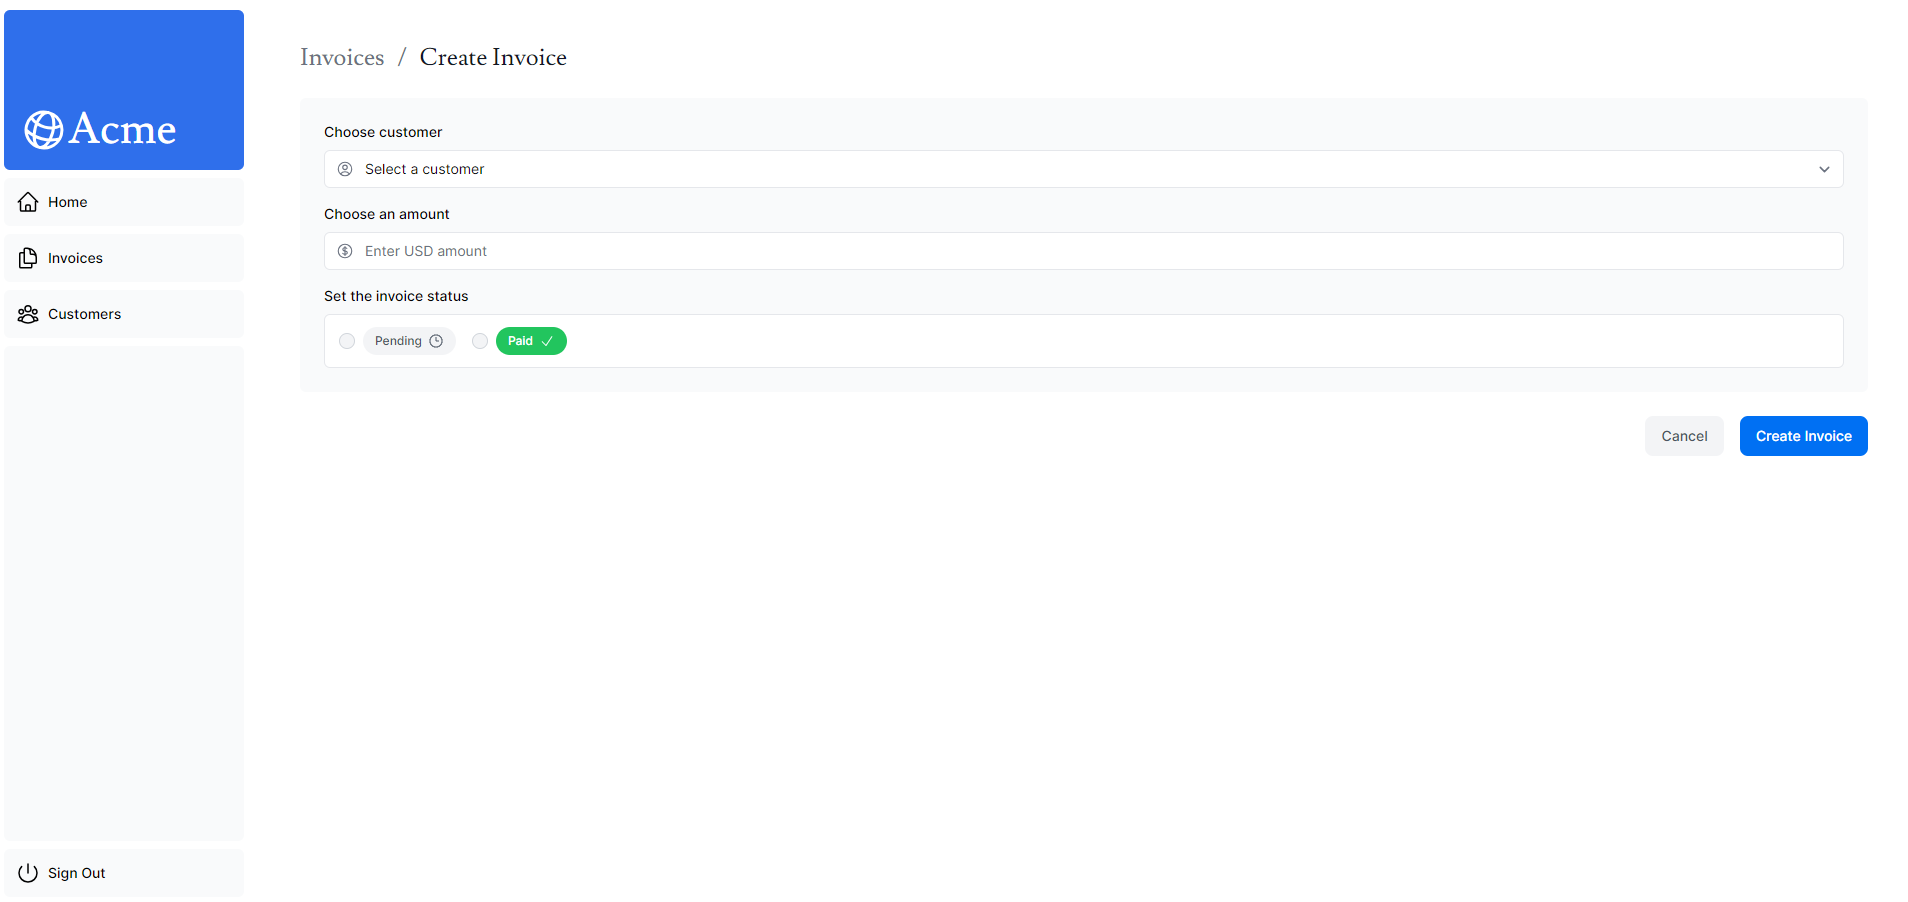 Acme
Home
Invoices
Customers
Sign Out
Invoices / Create Invoice
Choose customer
Select a customer
Choose an amount
Enter USD amount
Set the invoice status
Pending Paid
Cancel Create Invoice